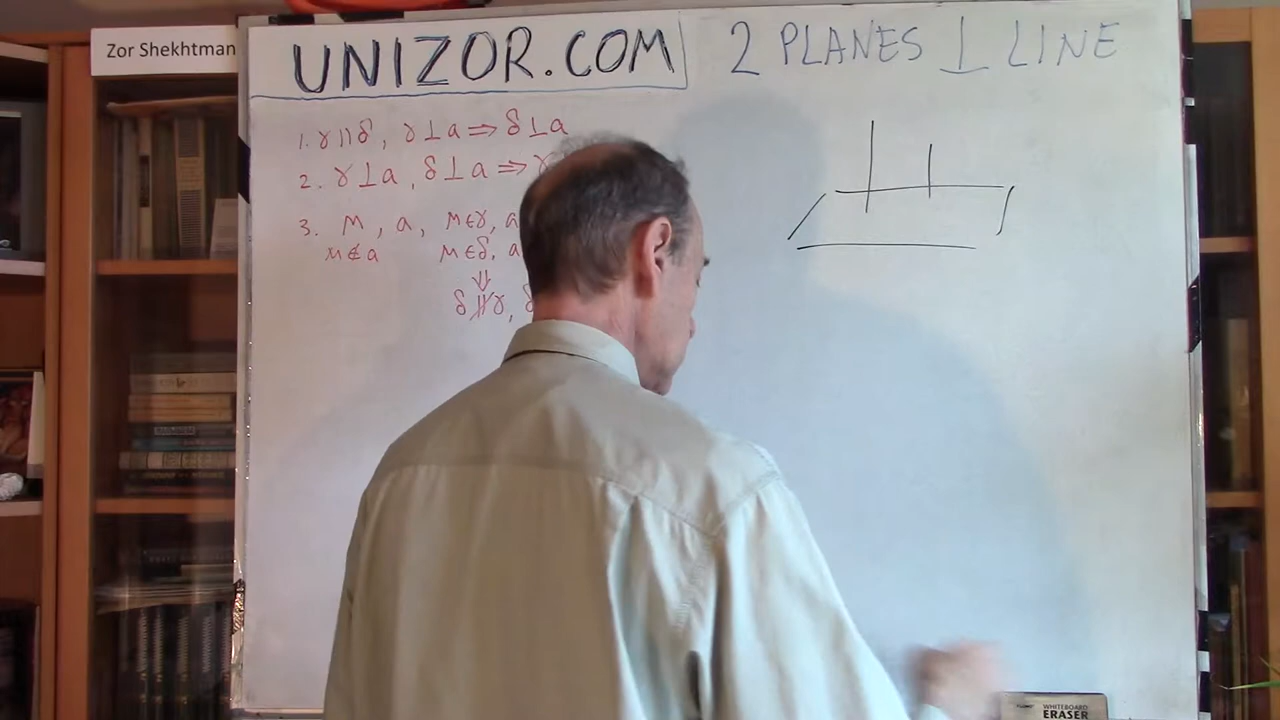 Zor Shekhtman
UNIZOR.COM
2 PLANES ⊥ LINE
1. γ || δ, γ ⊥ a ⇒ δ ⊥ a
2. γ ⊥ a, δ ⊥ a ⇒ γ
3. M, a, M ∈ γ, a
M ∉ a M ∈ δ, a
⇓
δ ∦ γ, δ
WHITEBOARD
ERASER